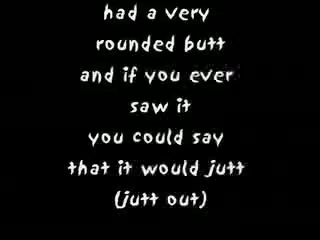 had a very
rounded butt
and if you ever
saw it
you could say
that it would jutt
(jutt out)